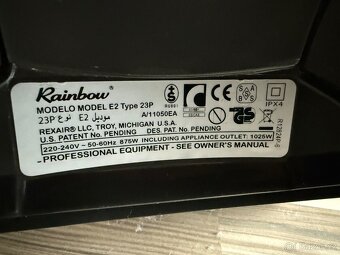 Rainbow®
MODELO MODEL E2 Type 23P
موديل E2 نوع 23P
A/11050EA
REXAIR® LLC, TROY, MICHIGAN U.S.A.
U.S. PATENT No. PENDING U.S. DES. PATENT No. PENDING
220-240V ~ 50-60Hz 875W INCLUDING APPLIANCE OUTLET: 1025W
- PROFESSIONAL EQUIPMENT - SEE OWNER'S MANUAL
IPX4